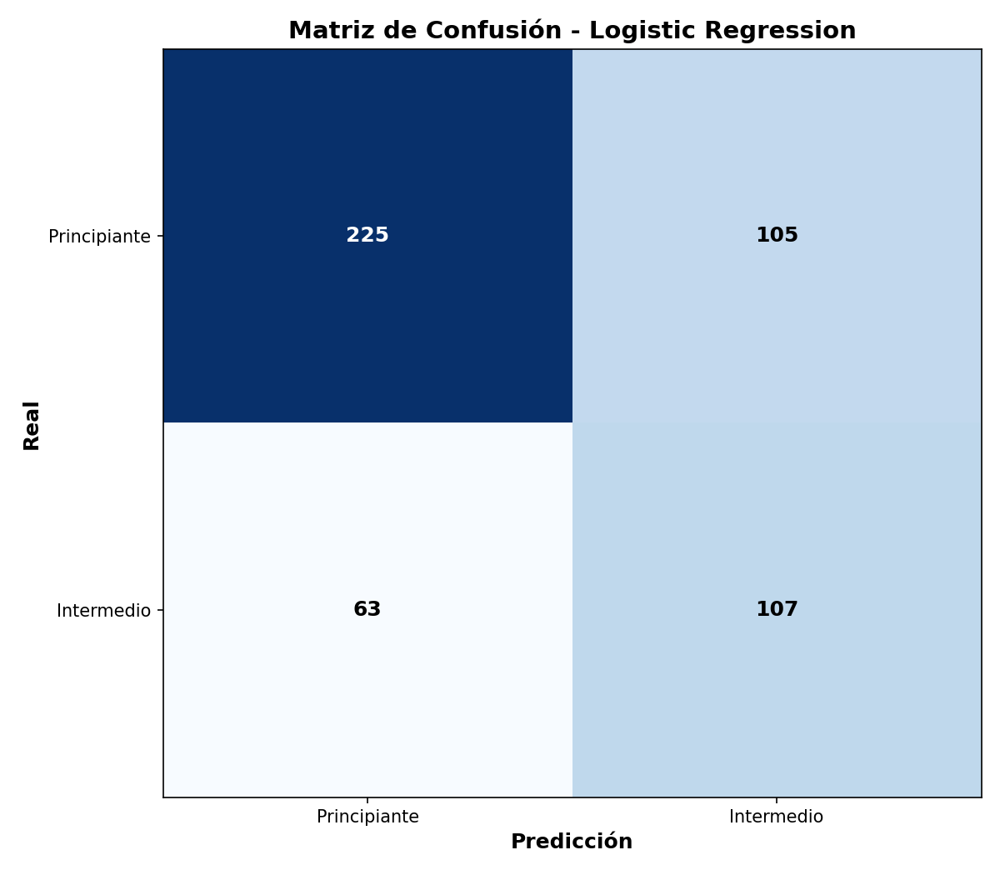 Matriz de Confusión - Logistic Regression
Principiante
225
105
Real
Intermedio
63
107
Principiante
Intermedio
Predicción